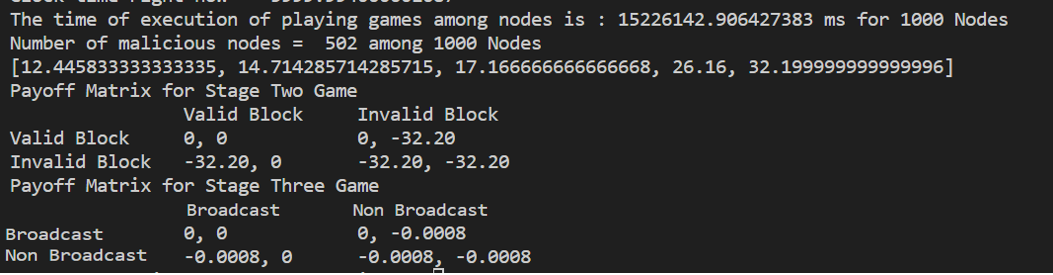 The time of execution of playing games among nodes is : 15226142.906427383 ms for 1000 Nodes
Number of malicious nodes =  502 among 1000 Nodes
[12.445833333333335, 14.714285714285715, 17.166666666666668, 26.16, 32.199999999999996]
Payoff Matrix for Stage Two Game
Valid Block Invalid Block
Valid Block 0, 0 0, -32.20
Invalid Block -32.20, 0 -32.20, -32.20
Payoff Matrix for Stage Three Game
Broadcast Non Broadcast
Broadcast 0, 0 0, -0.0008
Non Broadcast -0.0008, 0 -0.0008, -0.0008